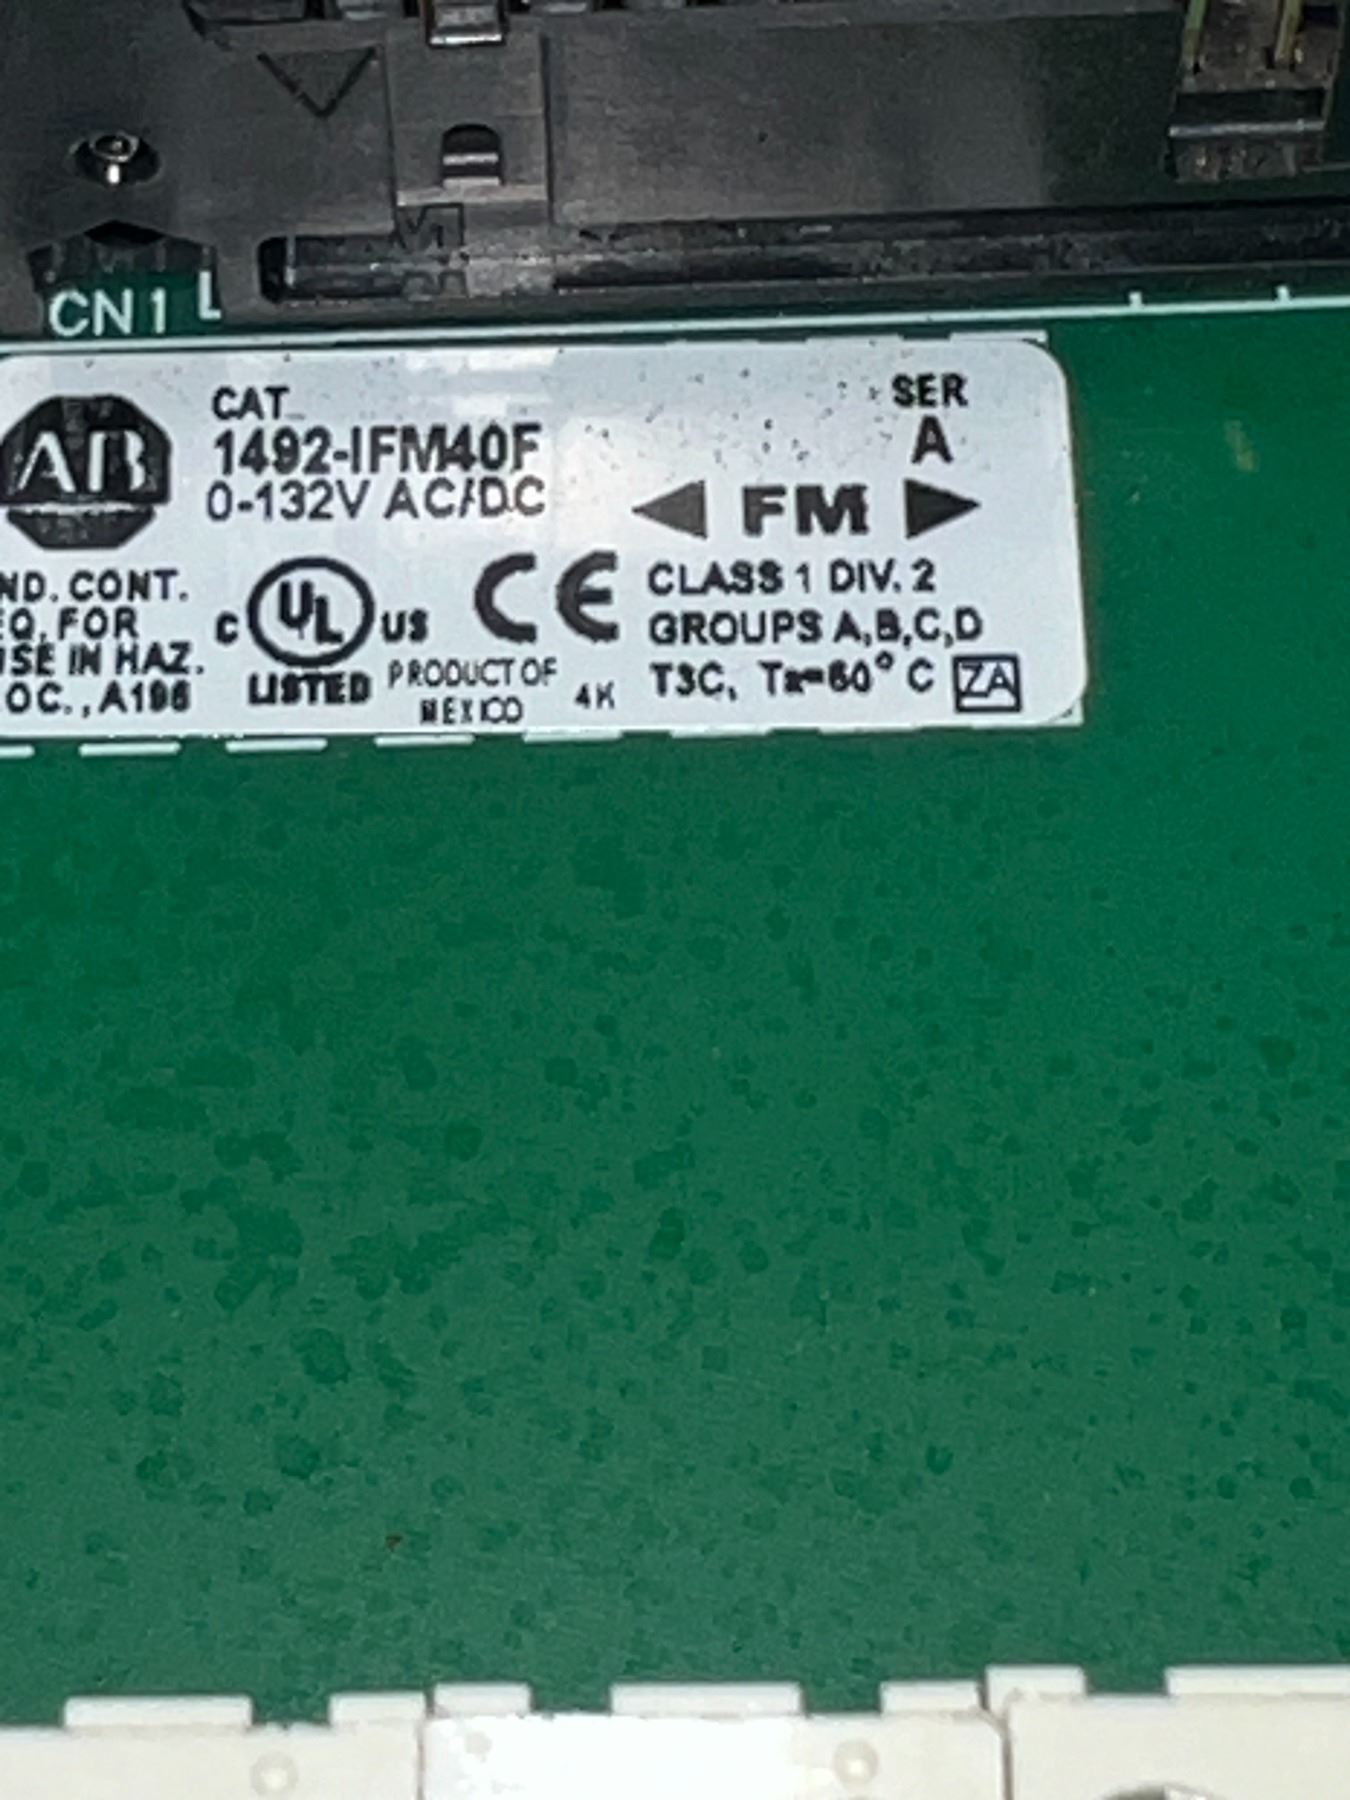 CN1 L
AB
CAT
1492-IFM40F
0-132V AC/DC
SER
A
FM
ND. CONT.
EQ. FOR
USE IN HAZ.
OC., A196
C UL US
LISTED
CE
PRODUCT OF
MEXICO
4K
CLASS 1 DIV. 2
GROUPS A,B,C,D
T3C, Ta=60° C ZA